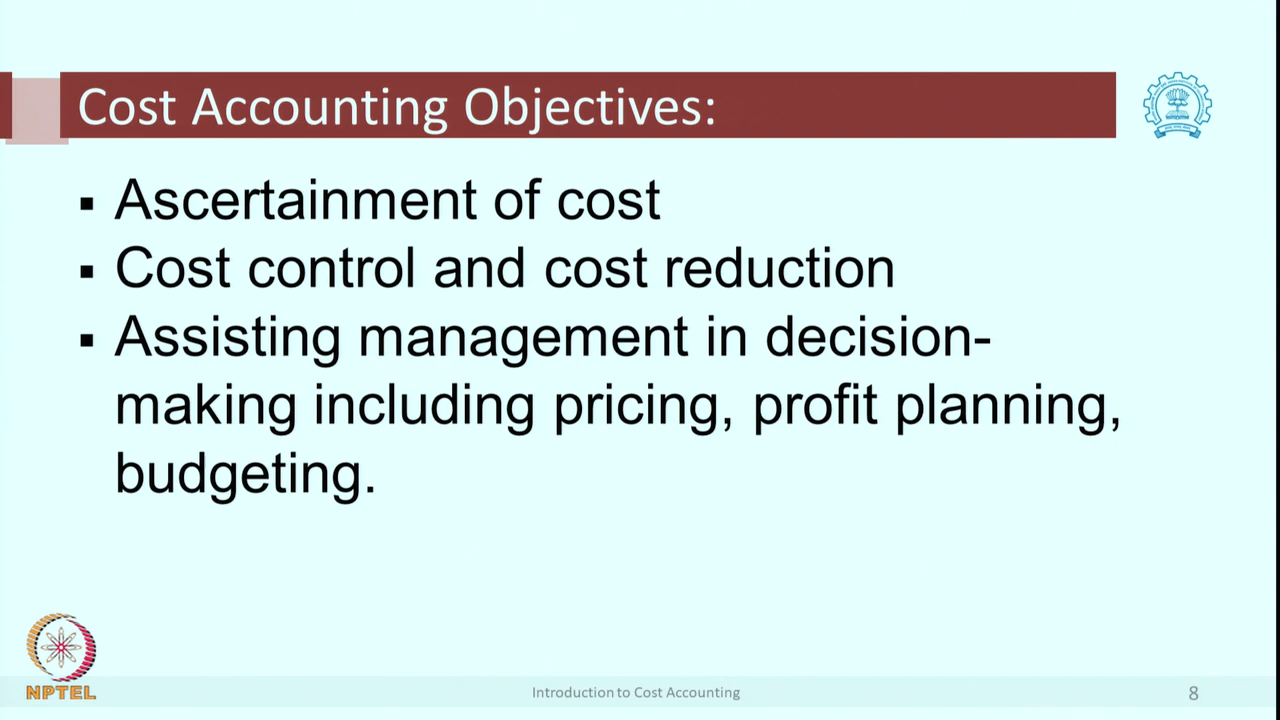 Cost Accounting Objectives:
▪ Ascertainment of cost
▪ Cost control and cost reduction
▪ Assisting management in decision-
making including pricing, profit planning,
budgeting.
NPTEL
Introduction to Cost Accounting
8